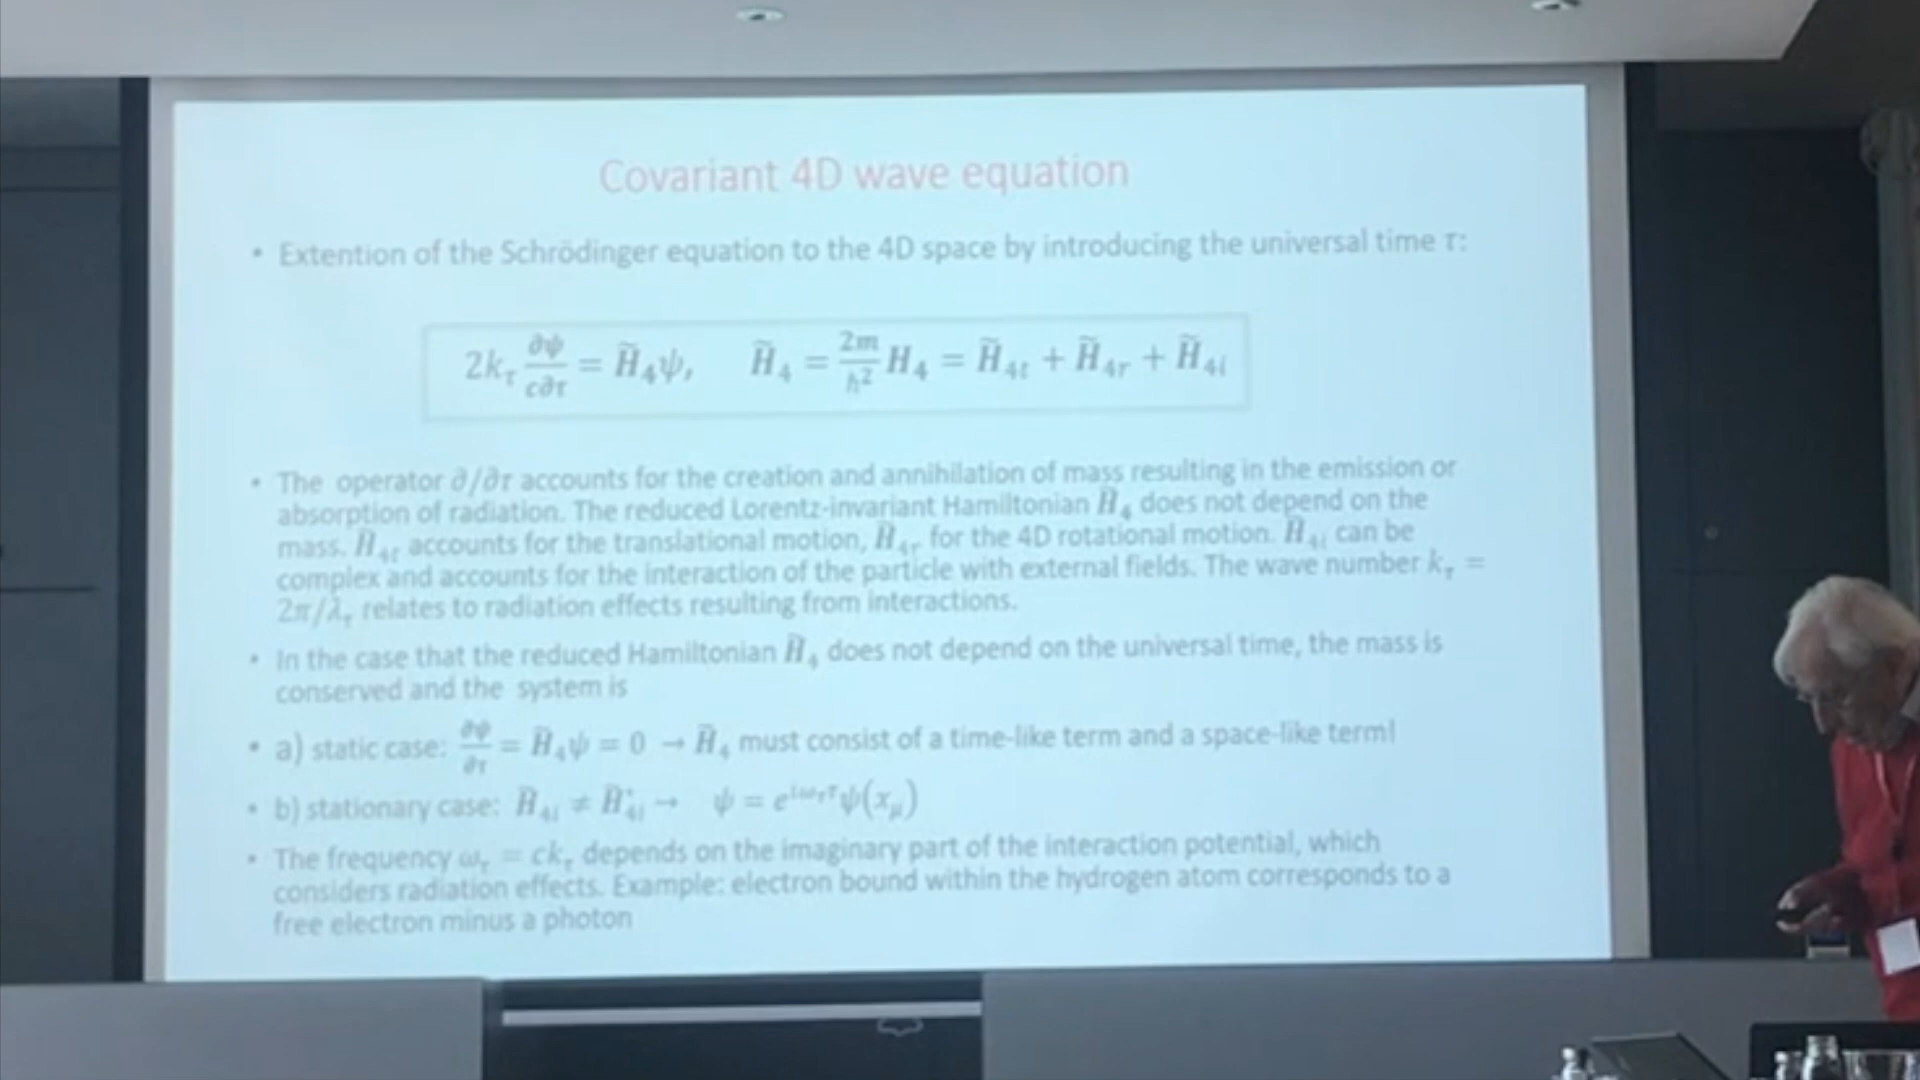 Covariant 4D wave equation
• Extention of the Schrödinger equation to the 4D space by introducing the universal time τ:
2k_τ ∂ψ/c∂τ = H̃₄ψ, H̃₄ = 2m/ħ² H₄ = H̃₄ₜ + H̃₄ᵣ + H̃₄ᵢ
• The operator ∂/∂τ accounts for the creation and annihilation of mass resulting in the emission or
absorption of radiation. The reduced Lorentz-invariant Hamiltonian H̃₄ does not depend on the
mass. H̃₄ₜ accounts for the translational motion, H̃₄ᵣ for the 4D rotational motion. H̃₄ᵢ can be
complex and accounts for the interaction of the particle with external fields. The wave number k_τ =
2π/λ_τ relates to radiation effects resulting from interactions.
• In the case that the reduced Hamiltonian H̃₄ does not depend on the universal time, the mass is
conserved and the system is
• a) static case: ∂ψ/∂τ = H̃₄ψ = 0 → H̃₄ must consist of a time-like term and a space-like term!
• b) stationary case: H̃₄ᵢ ≠ H̃₄ᵢ* → ψ = e^{iω_τ τ}ψ(x_μ)
• The frequency ω_τ = ck_τ depends on the imaginary part of the interaction potential, which
considers radiation effects. Example: electron bound within the hydrogen atom corresponds to a
free electron minus a photon